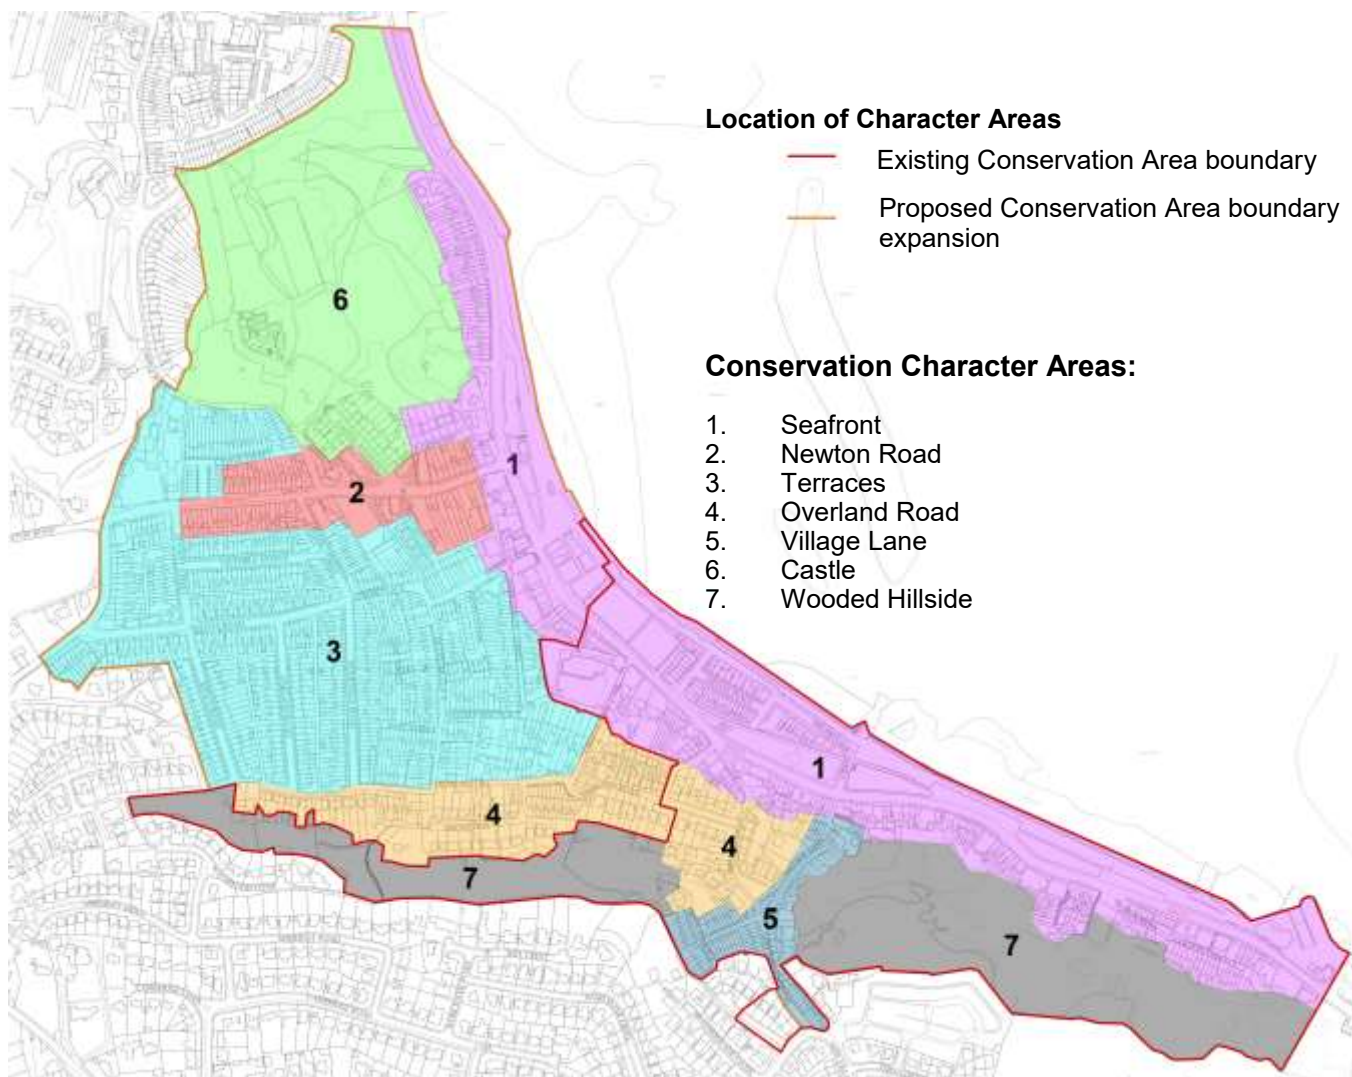 Location of Character Areas
Existing Conservation Area boundary
Proposed Conservation Area boundary
expansion
Conservation Character Areas:
1. Seafront
2. Newton Road
3. Terraces
4. Overland Road
5. Village Lane
6. Castle
7. Wooded Hillside
6
1
2
3
1
4
4
7
5
7